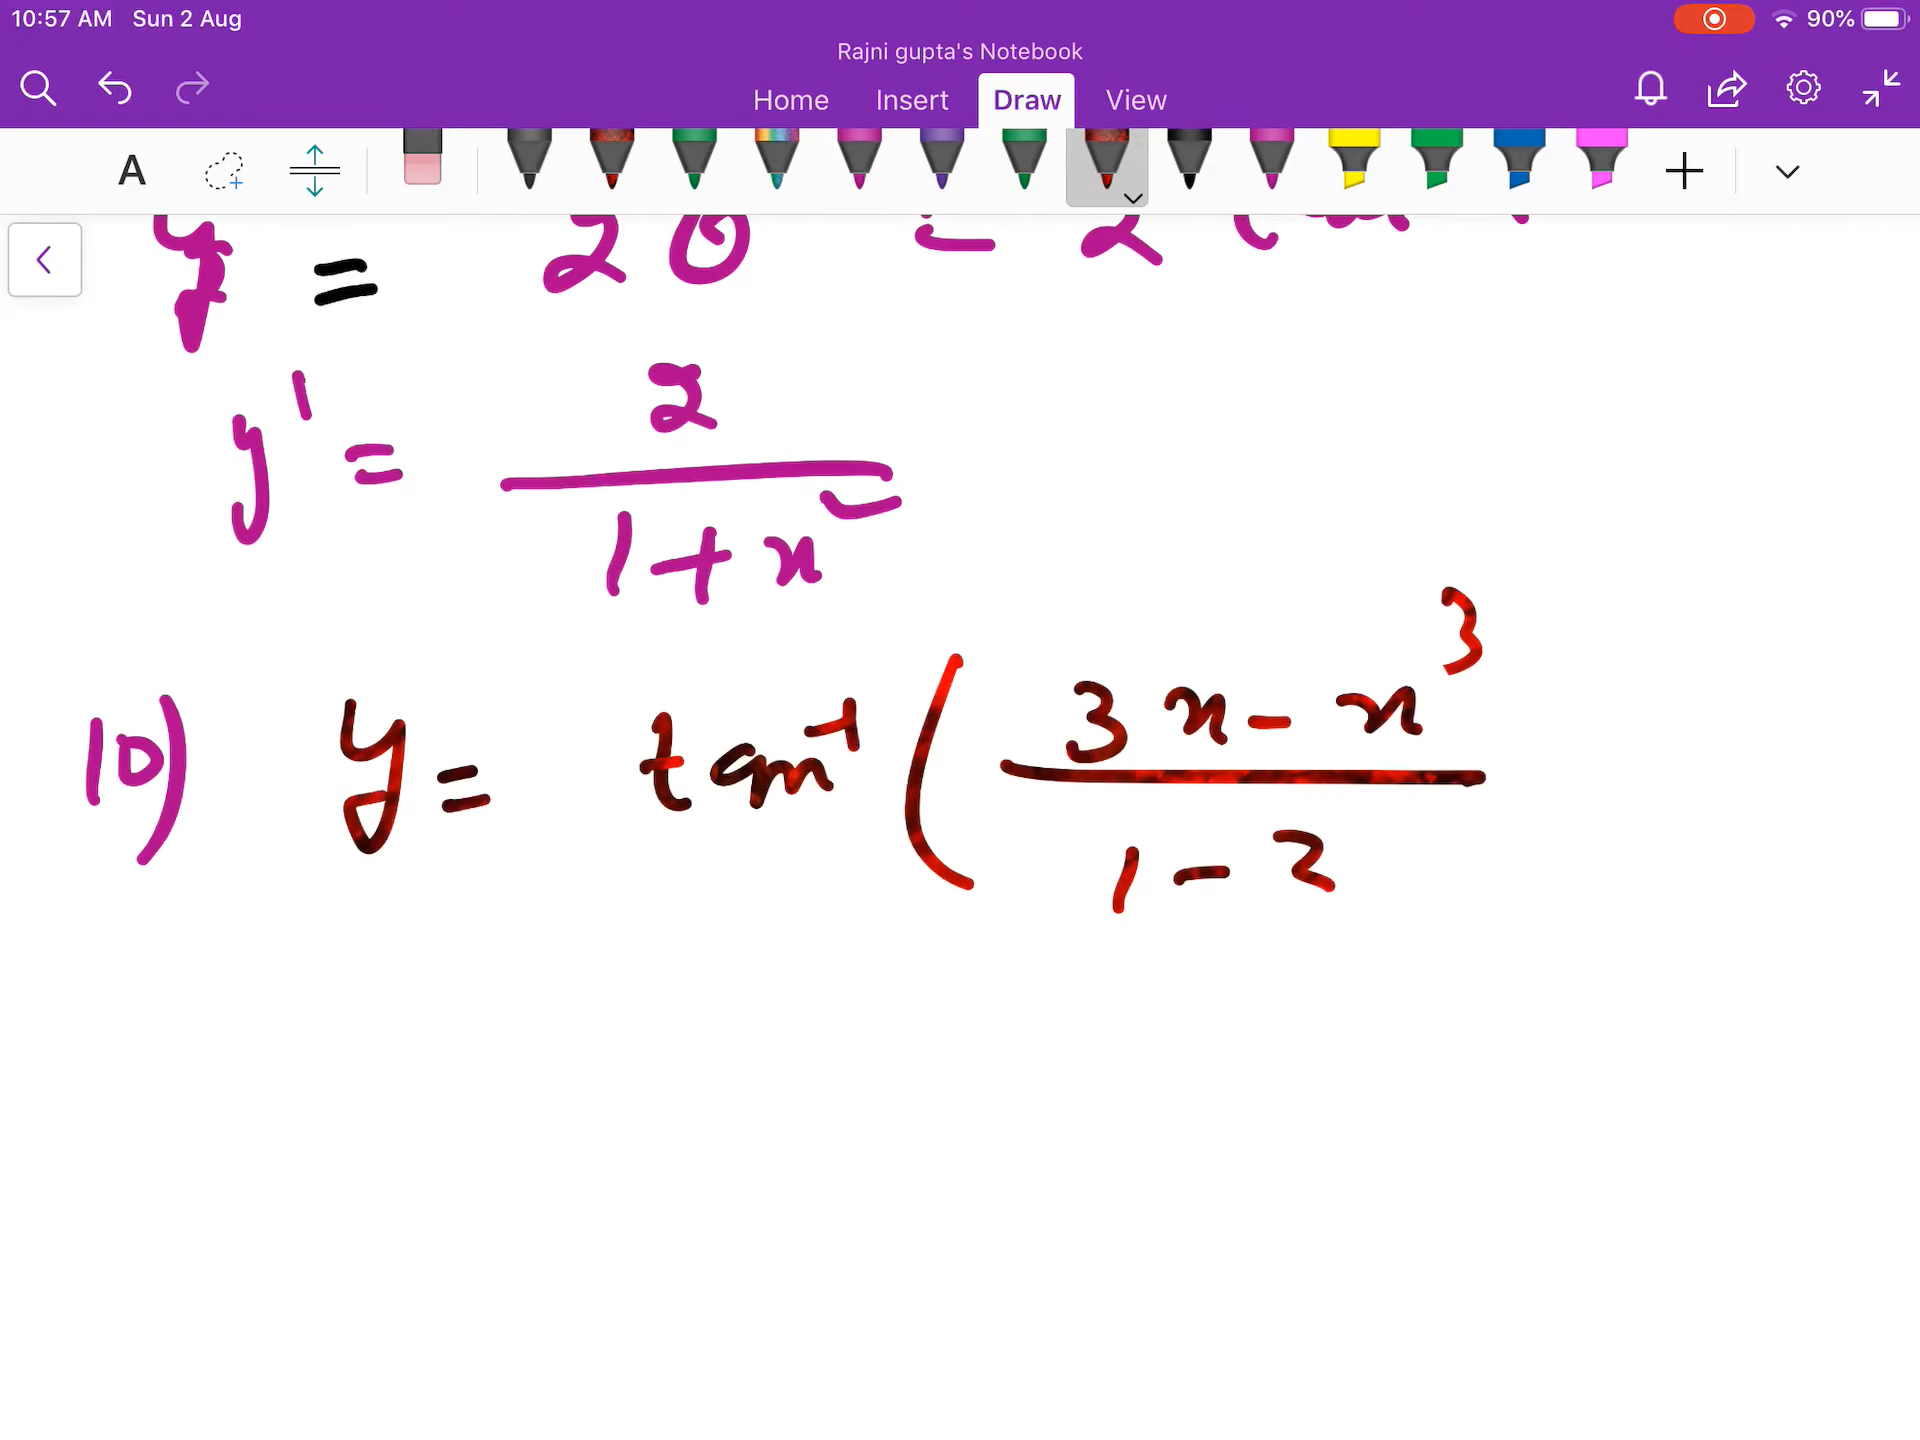 10:57 AM Sun 2 Aug
90%
Rajni gupta's Notebook
Home Insert Draw View
A
y = 2θ = 2
y' = 2 / 1 + x²
10) y = tan⁻¹ ( 3x - x³ / 1 - 2